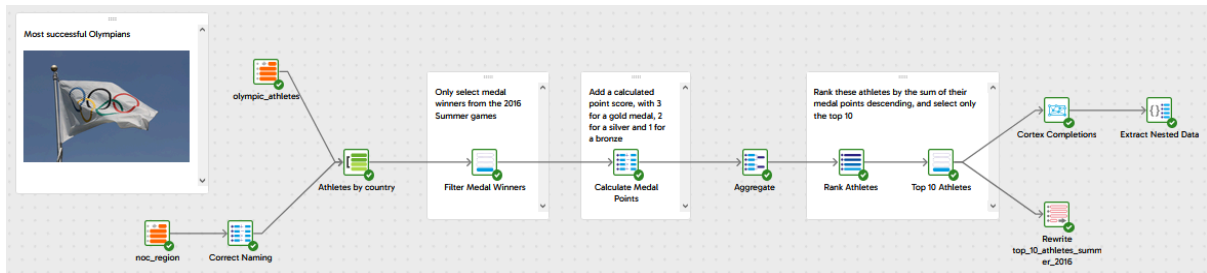 Most successful Olympians
olympic_athletes
noc_region
Correct Naming
Athletes by country
Only select medal
winners from the 2016
Summer games
Filter Medal Winners
Add a calculated
point score, with 3
for a gold medal, 2
for a silver and 1 for
a bronze
Calculate Medal
Points
Aggregate
Rank these athletes by the sum of their
medal points descending, and select only
the top 10
Rank Athletes
Top 10 Athletes
Cortex Completions
Extract Nested Data
Rewrite
top_10_athletes_summ
er_2016